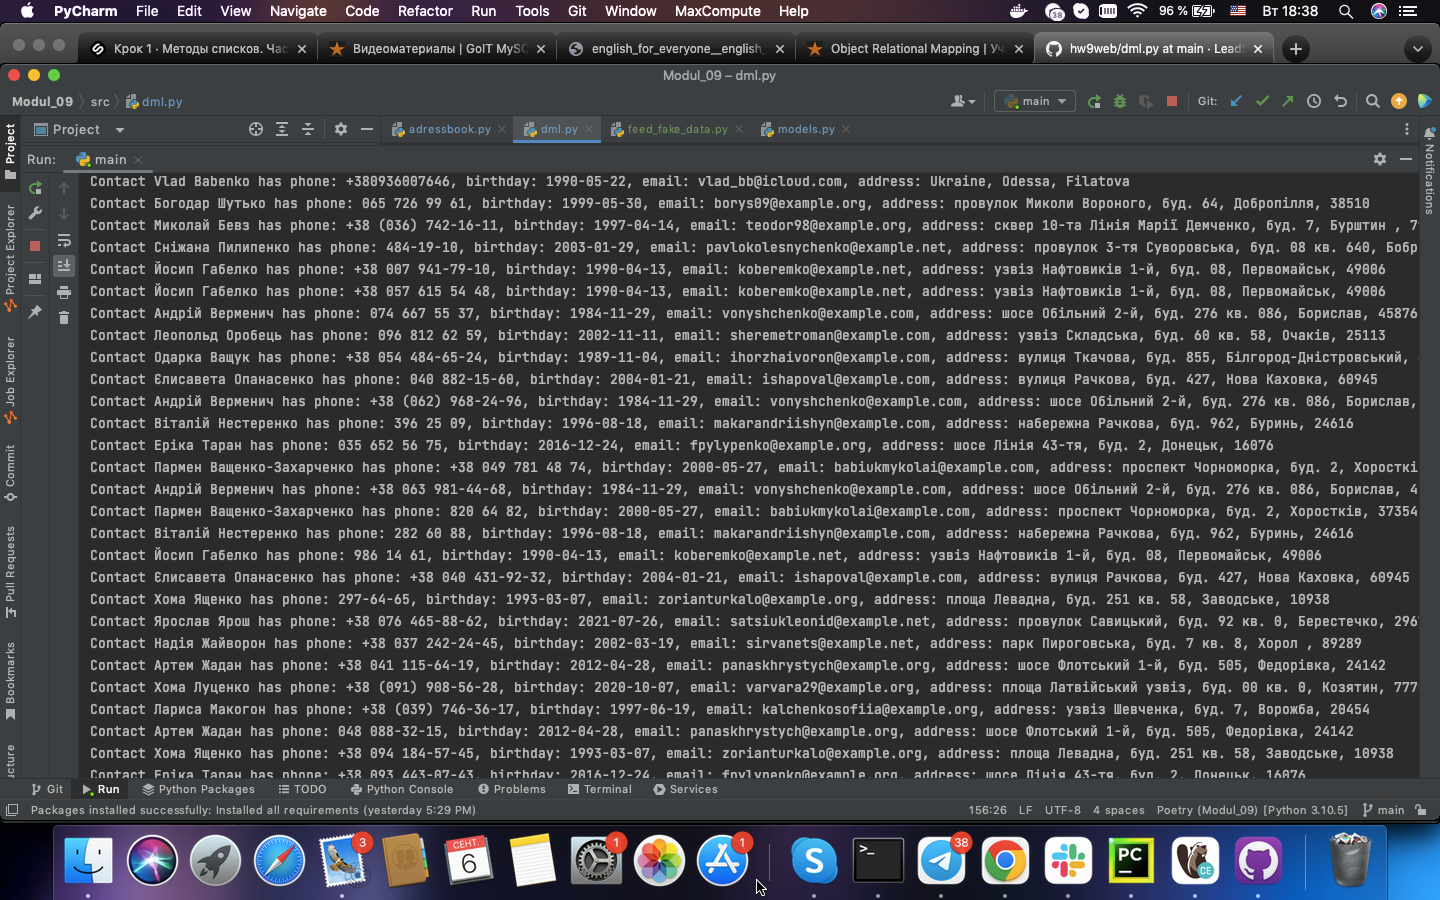 PyCharm File Edit View Navigate Code Refactor Run Tools Git Window MaxCompute Help 38 96 % Вт 18:38
Крок 1 · Методы списков. Час
Видеоматериалы | GoIT MyS
english_for_everyone__english_
Object Relational Mapping | Уч
hw9web/dml.py at main · Lead
Modul_09 – dml.py
Modul_09 src dml.py main Git:
Project adressbook.py dml.py feed_fake_data.py models.py
Run: main
Contact Vlad Babenko has phone: +380936007646, birthday: 1990-05-22, email: vlad_bb@icloud.com, address: Ukraine, Odessa, Filatova
Contact Богодар Шутько has phone: 065 726 99 61, birthday: 1999-05-30, email: borys09@example.org, address: провулок Миколи Вороного, буд. 64, Добропілля, 38510
Contact Миколай Бевз has phone: +38 (036) 742-16-11, birthday: 1997-04-14, email: teodor98@example.org, address: сквер 10-та Лінія Марії Демченко, буд. 7, Бурштин , 7
Contact Сніжана Пилипенко has phone: 484-19-10, birthday: 2003-01-29, email: pavlokolesnychenko@example.net, address: провулок 3-тя Суворовська, буд. 08 кв. 640, Бобр
Contact Йосип Габелко has phone: +38 007 941-79-10, birthday: 1990-04-13, email: koberemko@example.net, address: узвіз Нафтовиків 1-й, буд. 08, Первомайськ, 49006
Contact Йосип Габелко has phone: +38 057 615 54 48, birthday: 1990-04-13, email: koberemko@example.net, address: узвіз Нафтовиків 1-й, буд. 08, Первомайськ, 49006
Contact Андрій Верменич has phone: 074 667 55 37, birthday: 1984-11-29, email: vonyshchenko@example.com, address: шосе Обільний 2-й, буд. 276 кв. 086, Борислав, 45876
Contact Леопольд Оробець has phone: 096 812 62 59, birthday: 2002-11-11, email: sheremetroman@example.com, address: узвіз Складська, буд. 60 кв. 58, Очаків, 25113
Contact Одарка Ващук has phone: +38 054 484-65-24, birthday: 1989-11-04, email: ihorzhaivoron@example.com, address: вулиця Ткачова, буд. 855, Білгород-Дністровський,
Contact Єлисавета Опанасенко has phone: 040 882-15-60, birthday: 2004-01-21, email: ishapoval@example.com, address: вулиця Рачкова, буд. 427, Нова Каховка, 60945
Contact Андрій Верменич has phone: +38 (062) 968-24-96, birthday: 1984-11-29, email: vonyshchenko@example.com, address: шосе Обільний 2-й, буд. 276 кв. 086, Борислав,
Contact Віталій Нестеренко has phone: 396 25 09, birthday: 1996-08-18, email: makarandriishyn@example.com, address: набережна Рачкова, буд. 962, Буринь, 24616
Contact Еріка Таран has phone: 035 652 56 75, birthday: 2016-12-24, email: fpylypenko@example.org, address: шосе Лінія 43-тя, буд. 2, Донецьк, 16076
Contact Пармен Ващенко-Захарченко has phone: +38 049 781 48 74, birthday: 2000-05-27, email: babiukmykolai@example.com, address: проспект Чорноморка, буд. 2, Хоросткі
Contact Андрій Верменич has phone: +38 063 981-44-68, birthday: 1984-11-29, email: vonyshchenko@example.com, address: шосе Обільний 2-й, буд. 276 кв. 086, Борислав, 4
Contact Пармен Ващенко-Захарченко has phone: 820 64 82, birthday: 2000-05-27, email: babiukmykolai@example.com, address: проспект Чорноморка, буд. 2, Хоростків, 37354
Contact Віталій Нестеренко has phone: 282 60 88, birthday: 1996-08-18, email: makarandriishyn@example.com, address: набережна Рачкова, буд. 962, Буринь, 24616
Contact Йосип Габелко has phone: 986 14 61, birthday: 1990-04-13, email: koberemko@example.net, address: узвіз Нафтовиків 1-й, буд. 08, Первомайськ, 49006
Contact Єлисавета Опанасенко has phone: +38 040 431-92-32, birthday: 2004-01-21, email: ishapoval@example.com, address: вулиця Рачкова, буд. 427, Нова Каховка, 60945
Contact Хома Ященко has phone: 297-64-65, birthday: 1993-03-07, email: zorianturkalo@example.org, address: площа Левадна, буд. 251 кв. 58, Заводське, 10938
Contact Ярослав Ярош has phone: +38 076 465-88-62, birthday: 2021-07-26, email: satsiukleonid@example.org, address: провулок Савицький, буд. 92 кв. 0, Берестечко, 296
Contact Надія Жайворон has phone: +38 037 242-24-45, birthday: 2002-03-19, email: sirvanets@example.net, address: парк Пироговська, буд. 7 кв. 8, Хорол , 89289
Contact Артем Жадан has phone: +38 041 115-64-19, birthday: 2012-04-28, email: panaskhrystych@example.org, address: шосе Флотський 1-й, буд. 505, Федорівка, 24142
Contact Хома Луценко has phone: +38 (091) 908-56-28, birthday: 2020-10-07, email: varvara29@example.org, address: площа Латвійський узвіз, буд. 00 кв. 0, Козятин, 777
Contact Лариса Макогон has phone: +38 (039) 746-36-17, birthday: 1997-06-19, email: kalchenkosofiia@example.org, address: узвіз Шевченка, буд. 7, Ворожба, 20454
Contact Артем Жадан has phone: 048 088-32-15, birthday: 2012-04-28, email: panaskhrystych@example.org, address: шосе Флотський 1-й, буд. 505, Федорівка, 24142
Contact Хома Ященко has phone: +38 094 184-57-45, birthday: 1993-03-07, email: zorianturkalo@example.org, address: площа Левадна, буд. 251 кв. 58, Заводське, 10938
Contact Еріка Таран has phone: +38 093 443-07-43, birthday: 2016-12-24, email: fpylypenko@example.org, address: шосе Лінія 43-тя, буд. 2, Донецьк, 16076
Project
Project Explorer
Job Explorer
Commit
Pull Requests
Bookmarks
ucture
Notifications
Git Run Python Packages TODO Python Console Problems Terminal Services
Packages installed successfully: Installed all requirements (yesterday 5:29 PM) 156:26 LF UTF-8 4 spaces Poetry (Modul_09) [Python 3.10.5] main
3 СЕНТ. 6 1 1 S >_ 38 PC CE